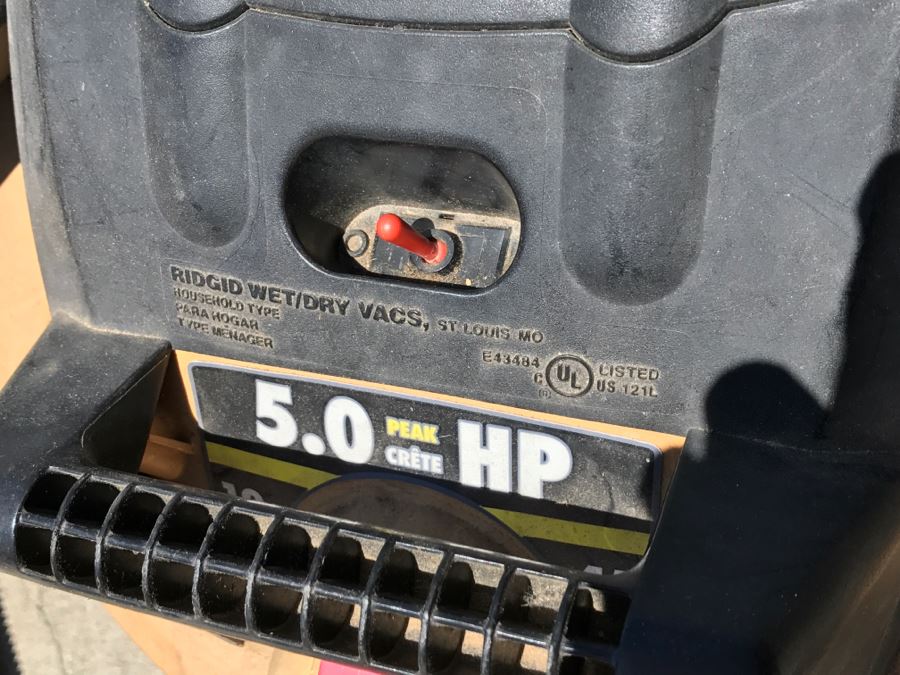 RIDGID WET/DRY VACS, ST LOUIS MO
HOUSEHOLD TYPE
PARA HOGAR
TYPE MÉNAGER
E43484
C UL US
LISTED
121L
5.0 PEAK CRÊTE HP